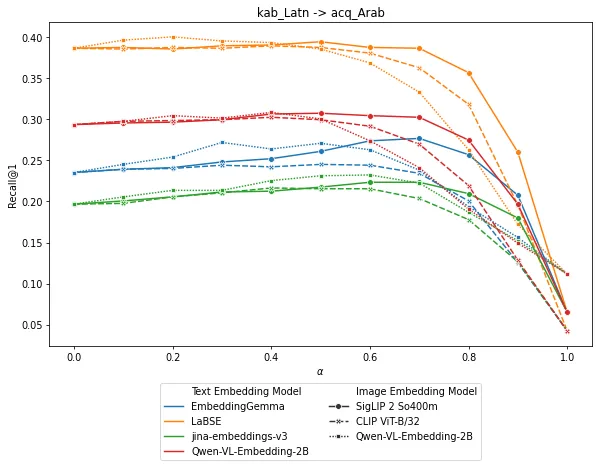 kab_Latn -> acq_Arab
Recall@1
0.40
0.35
0.30
0.25
0.20
0.15
0.10
0.05
0.0 0.2 0.4 0.6 0.8 1.0
α
Text Embedding Model Image Embedding Model
EmbeddingGemma SigLIP 2 So400m
LaBSE CLIP ViT-B/32
jina-embeddings-v3 Qwen-VL-Embedding-2B
Qwen-VL-Embedding-2B